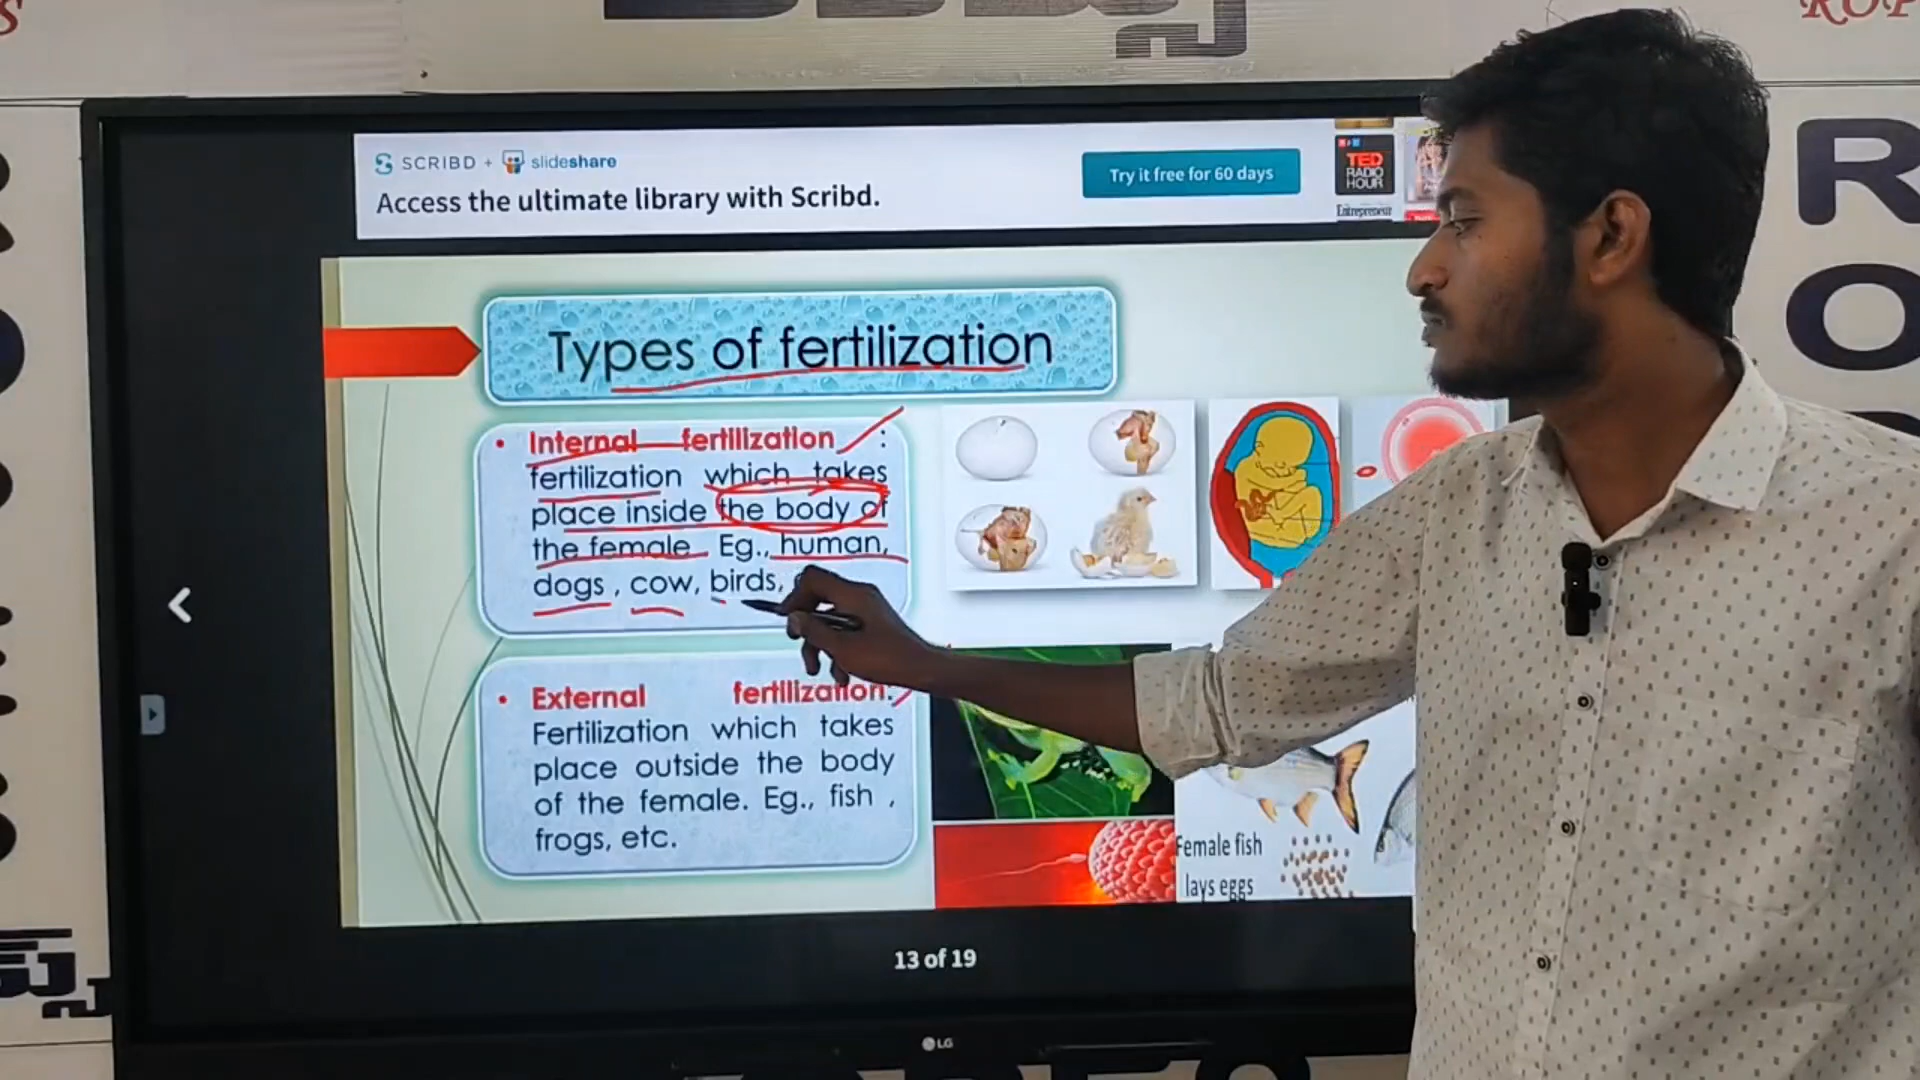 SCRIBD + slideshare
Access the ultimate library with Scribd.
Try it free for 60 days
TED
RADIO
HOUR
Entrepreneur
Types of fertilization
• Internal fertilization :
fertilization which takes
place inside the body of
the female Eg., human,
dogs , cow, birds,
• External fertilization:
Fertilization which takes
place outside the body
of the female. Eg., fish ,
frogs, etc.
Female fish
lays eggs
13 of 19
LG
R
O